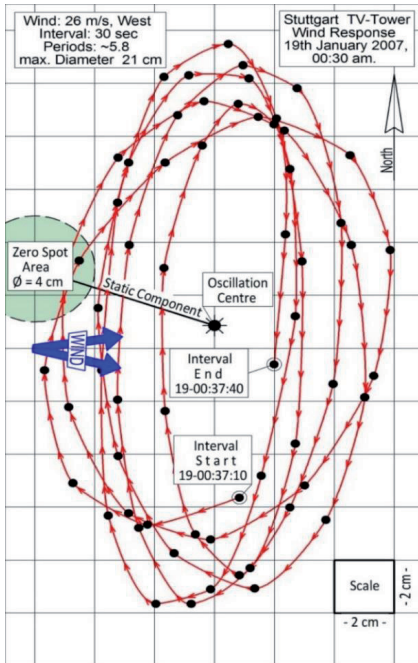 Wind: 26 m/s, West
Interval: 30 sec
Periods: ~5.8
max. Diameter 21 cm
Stuttgart TV-Tower
Wind Response
19th January 2007,
00:30 am.
North
Zero Spot
Area
Ø = 4 cm
Static Component
Oscillation
Centre
WIND
Interval
End
19-00:37:40
Interval
Start
19-00:37:10
Scale
- 2 cm -
- 2 cm -